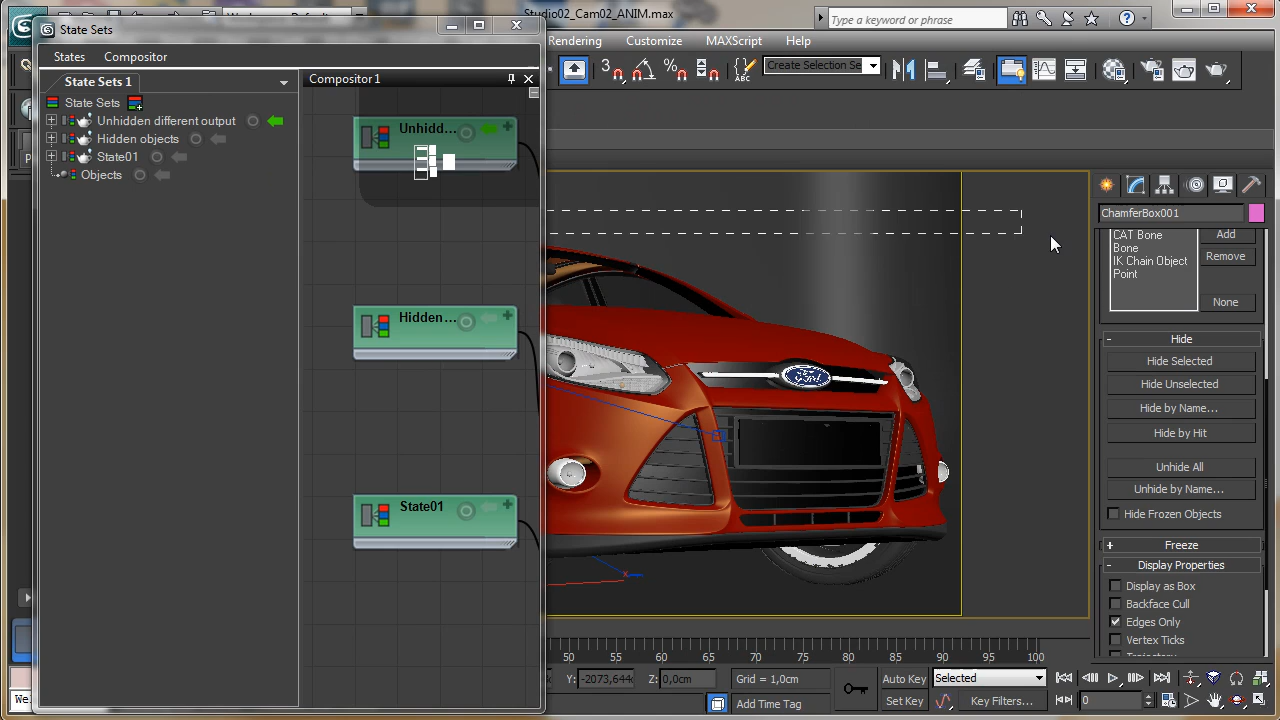 Studio02_Cam02_ANIM.max
Type a keyword or phrase
State Sets
Rendering
Customize
MAXScript
Help
States
Compositor
Create Selection Se
State Sets 1
Compositor1
State Sets
Unhidden different output
Hidden objects
State01
Objects
Unhidd...
Hidden ...
State01
ChamferBox001
CAT Bone
Bone
IK Chain Object
Point
Add
Remove
None
Hide
Hide Selected
Hide Unselected
Hide by Name...
Hide by Hit
Unhide All
Unhide by Name...
Hide Frozen Objects
Freeze
Display Properties
Display as Box
Backface Cull
Edges Only
Vertex Ticks
Ford
50 55 60 65 70 75 80 85 90 95 100
Y: -2073,644c
Z: 0,0cm
Grid = 1,0cm
Auto Key
Selected
Add Time Tag
Set Key
Key Filters...
0